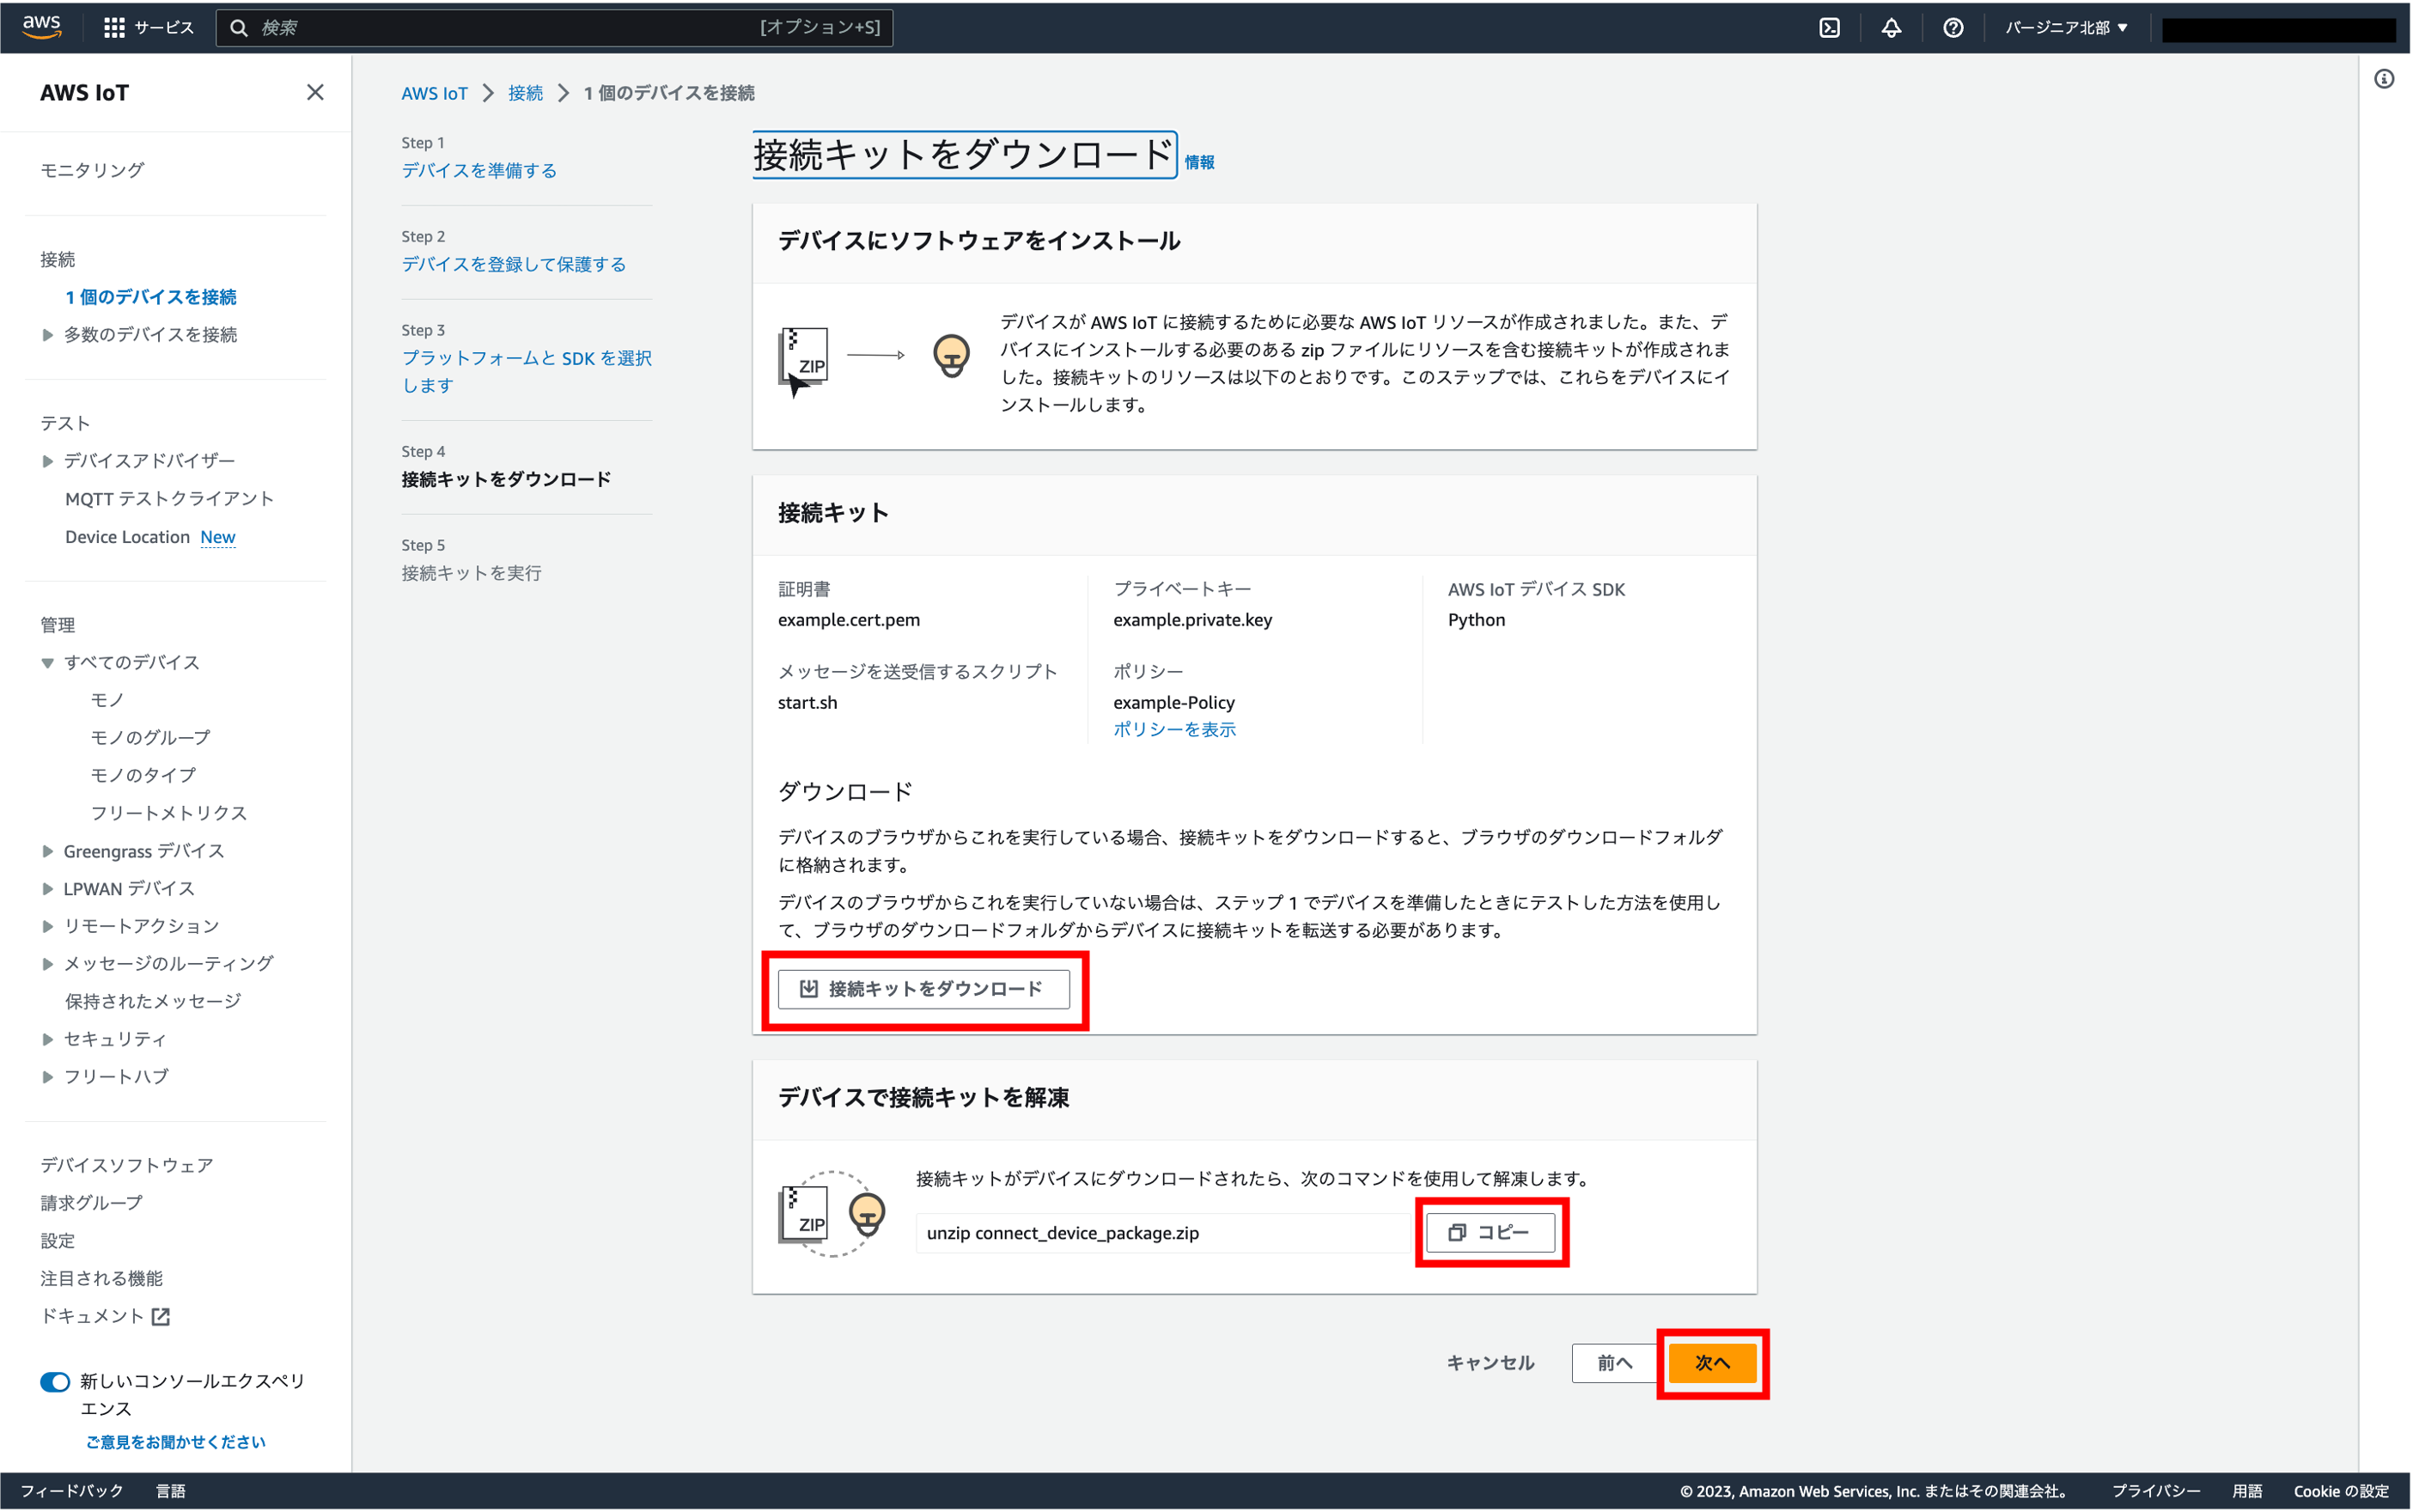 aws
サービス
検索
[オプション+S]
バージニア北部 ▼
AWS IoT
モニタリング
接続
1 個のデバイスを接続
多数のデバイスを接続
テスト
デバイスアドバイザー
MQTT テストクライアント
Device Location New
管理
すべてのデバイス
モノ
モノのグループ
モノのタイプ
フリートメトリクス
Greengrass デバイス
LPWAN デバイス
リモートアクション
メッセージのルーティング
保持されたメッセージ
セキュリティ
フリートハブ
デバイスソフトウェア
請求グループ
設定
注目される機能
ドキュメント
新しいコンソールエクスペリ
エンス
ご意見をお聞かせください
AWS IoT > 接続 > 1 個のデバイスを接続
Step 1
デバイスを準備する
Step 2
デバイスを登録して保護する
Step 3
プラットフォームと SDK を選択
します
Step 4
接続キットをダウンロード
Step 5
接続キットを実行
接続キットをダウンロード 情報
デバイスにソフトウェアをインストール
ZIP
デバイスが AWS IoT に接続するために必要な AWS IoT リソースが作成されました。また、デ
バイスにインストールする必要のある zip ファイルにリソースを含む接続キットが作成されま
した。接続キットのリソースは以下のとおりです。このステップでは、これらをデバイスにイ
ンストールします。
接続キット
証明書
example.cert.pem
プライベートキー
example.private.key
AWS IoT デバイス SDK
Python
メッセージを送受信するスクリプト
start.sh
ポリシー
example-Policy
ポリシーを表示
ダウンロード
デバイスのブラウザからこれを実行している場合、接続キットをダウンロードすると、ブラウザのダウンロードフォルダ
に格納されます。
デバイスのブラウザからこれを実行していない場合は、ステップ 1 でデバイスを準備したときにテストした方法を使用し
て、ブラウザのダウンロードフォルダからデバイスに接続キットを転送する必要があります。
接続キットをダウンロード
デバイスで接続キットを解凍
ZIP
接続キットがデバイスにダウンロードされたら、次のコマンドを使用して解凍します。
unzip connect_device_package.zip
コピー
キャンセル
前へ
次へ
フィードバック
言語
© 2023, Amazon Web Services, Inc. またはその関連会社。
プライバシー
用語
Cookie の設定